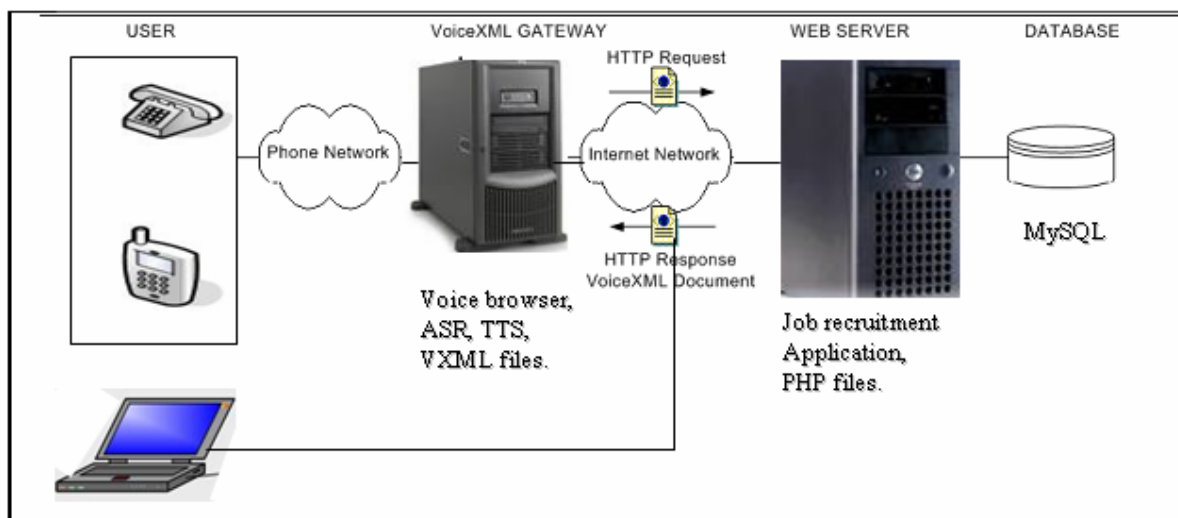 USER
VoiceXML GATEWAY
WEB SERVER
DATABASE
HTTP Request
Phone Network
Internet Network
MySQL
HTTP Response
VoiceXML Document
Voice browser,
ASR, TTS,
VXML files.
Job recruitment
Application,
PHP files.